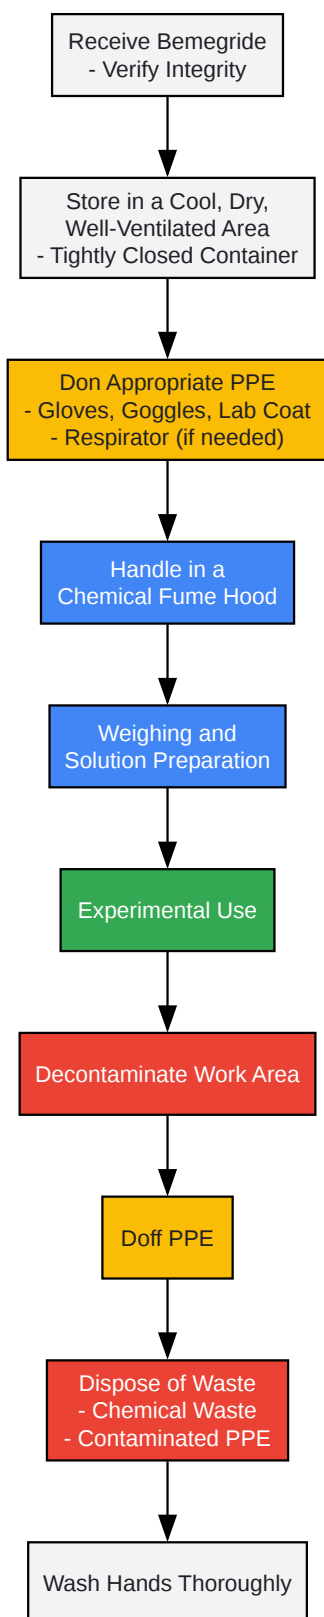 Receive Bemegride
- Verify Integrity
Store in a Cool, Dry,
Well-Ventilated Area
- Tightly Closed Container
Don Appropriate PPE
- Gloves, Goggles, Lab Coat
- Respirator (if needed)
Handle in a
Chemical Fume Hood
Weighing and
Solution Preparation
Experimental Use
Decontaminate Work Area
Doff PPE
Dispose of Waste
- Chemical Waste
- Contaminated PPE
Wash Hands Thoroughly